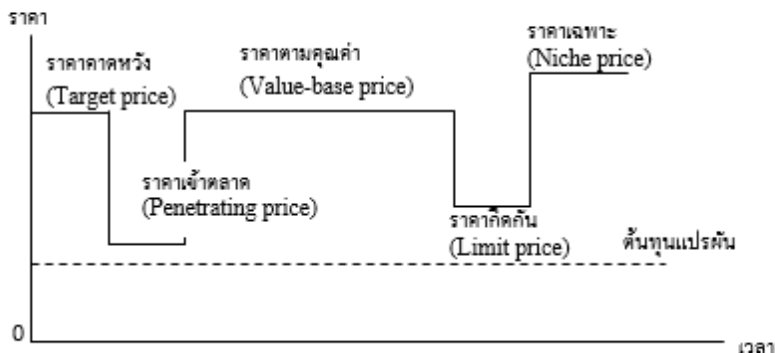 ราคา
ราคาคาดหวัง
(Target price)
ราคาตามคุณค่า
(Value-base price)
ราคาเฉพาะ
(Niche price)
ราคาเข้าตลาด
(Penetrating price)
ราคากีดกัน
(Limit price)
ต้นทุนแปรผัน
0
เวลา